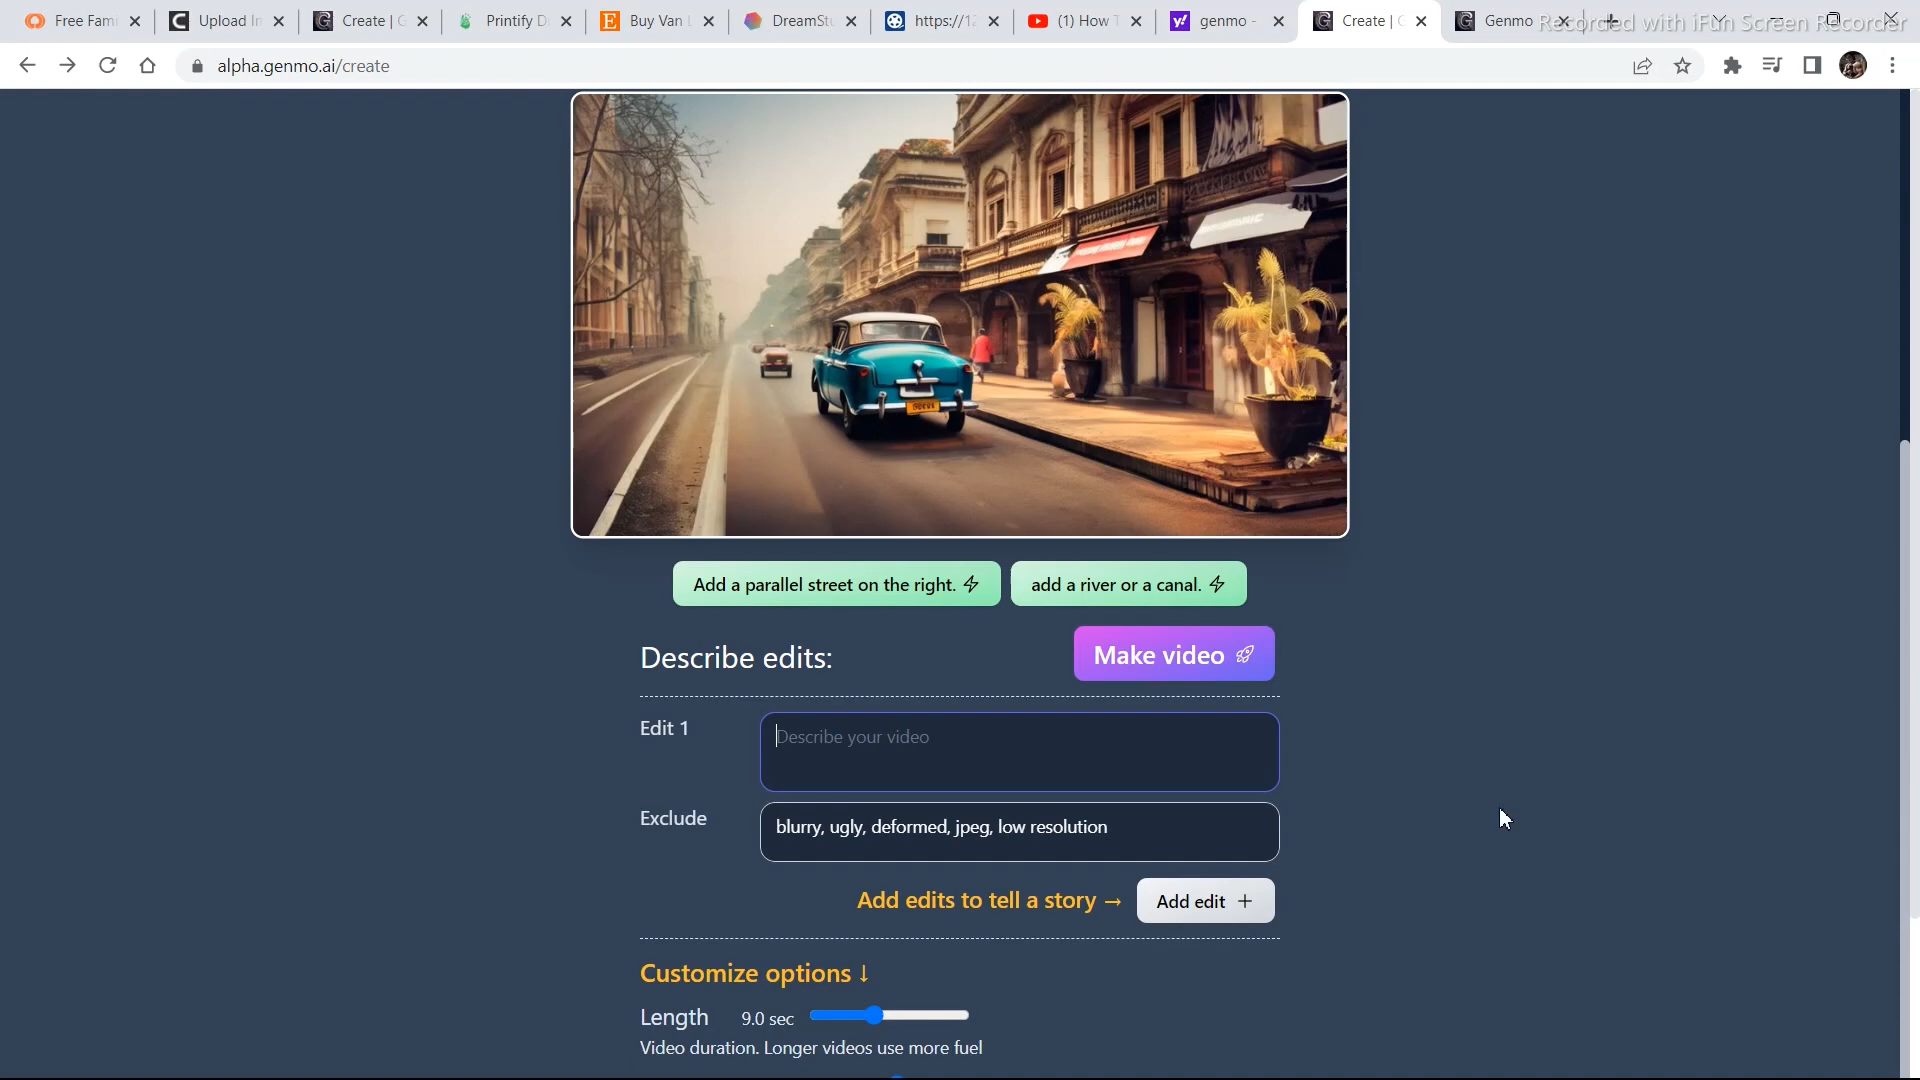 Free Fam
Upload In
Create | G
Printify D
Buy Van L
DreamStu
https://12
(1) How T
genmo -
Create | G
Genmo
Recorded with iFun Screen Recorder
alpha.genmo.ai/create
Add a parallel street on the right.
add a river or a canal.
Describe edits:
Make video
Edit 1
Describe your video
Exclude
blurry, ugly, deformed, jpeg, low resolution
Add edits to tell a story →
Add edit +
Customize options ↓
Length 9.0 sec
Video duration. Longer videos use more fuel